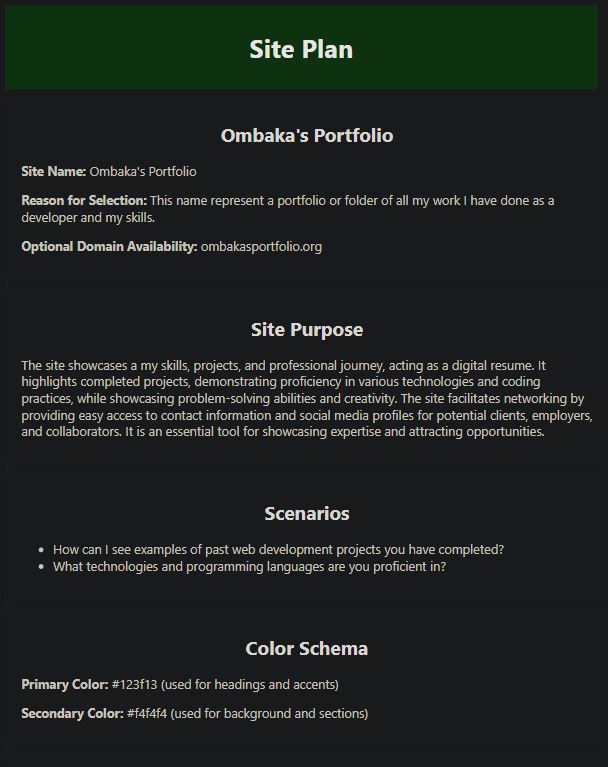 Site Plan
Ombaka's Portfolio
Site Name: Ombaka's Portfolio
Reason for Selection: This name represent a portfolio or folder of all my work I have done as a
developer and my skills.
Optional Domain Availability: ombakasportfolio.org
Site Purpose
The site showcases a my skills, projects, and professional journey, acting as a digital resume. It
highlights completed projects, demonstrating proficiency in various technologies and coding
practices, while showcasing problem-solving abilities and creativity. The site facilitates networking by
providing easy access to contact information and social media profiles for potential clients, employers,
and collaborators. It is an essential tool for showcasing expertise and attracting opportunities.
Scenarios
• How can I see examples of past web development projects you have completed?
• What technologies and programming languages are you proficient in?
Color Schema
Primary Color: #123f13 (used for headings and accents)
Secondary Color: #f4f4f4 (used for background and sections)